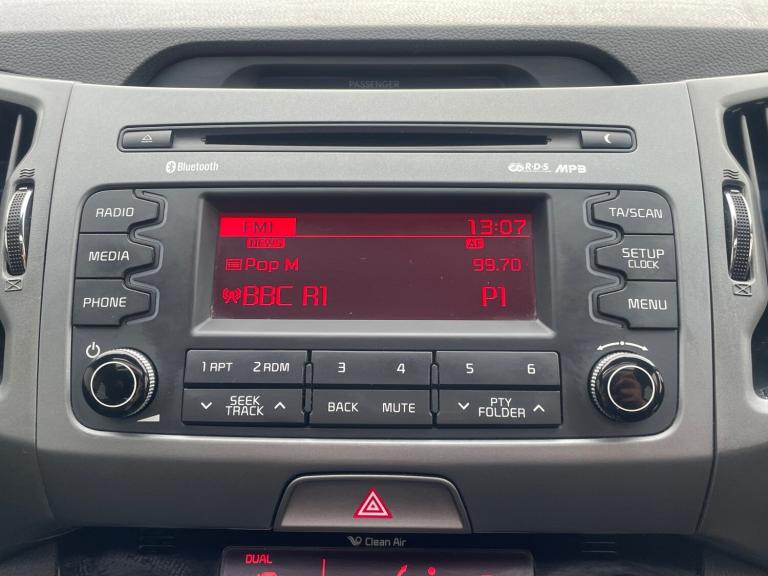 PASSENGER
Bluetooth
R·D·S MP3
RADIO
MEDIA
PHONE
FM1 13:07
NEWS AF
Pop M 99.70
BBC R1 P1
TA/SCAN
SETUP
CLOCK
MENU
1 RPT 2 RDM 3 4 5 6
SEEK
TRACK
BACK MUTE
PTY
FOLDER
Clean Air
DUAL